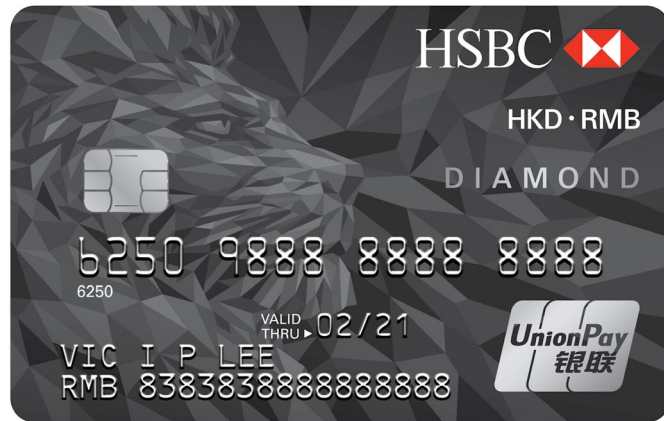 HSBC
HKD·RMB
DIAMOND
6250 9888 8888 8888
6250
VALID THRU ▸ 02/21
VIC I P LEE
RMB 8383838888888888
UnionPay
银联